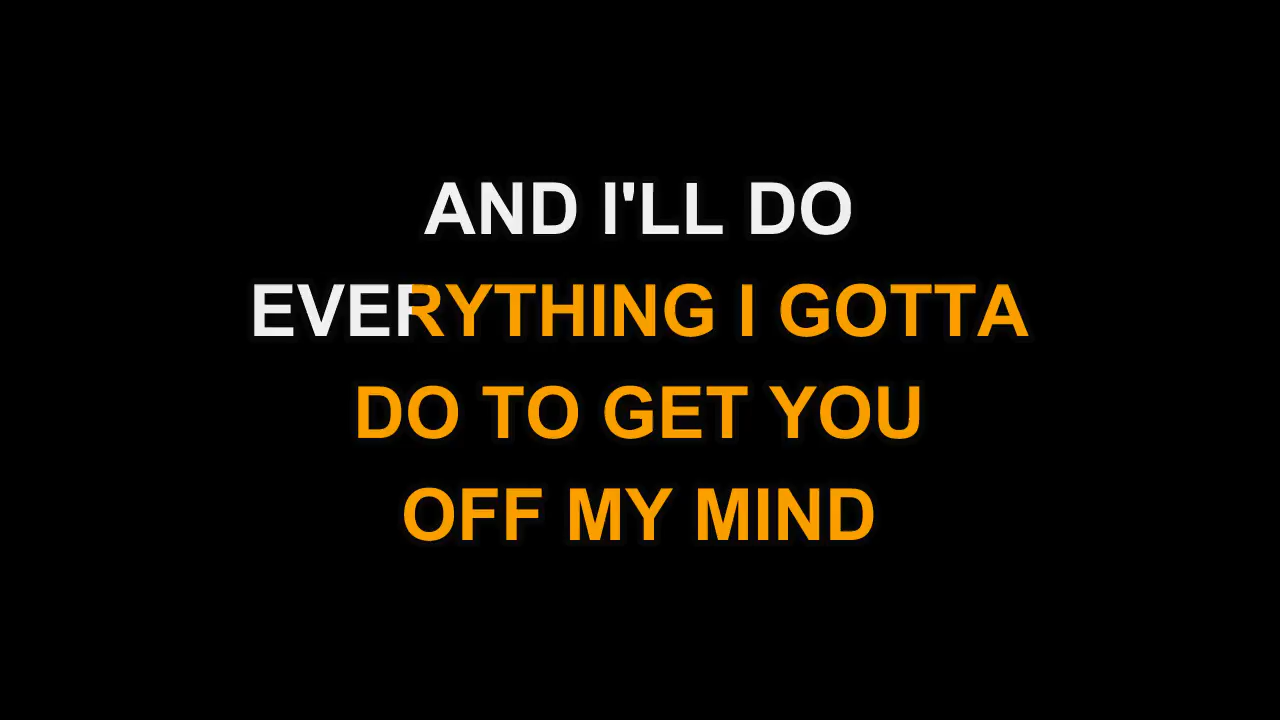 AND I'LL DO
EVERYTHING I GOTTA
DO TO GET YOU
OFF MY MIND